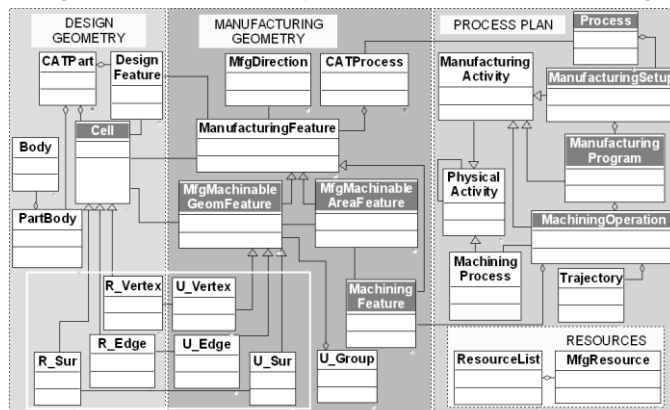 DESIGN
GEOMETRY
CATPart
Design
Feature
Cell
Body
PartBody
R_Vertex
R_Edge
R_Sur
MANUFACTURING
GEOMETRY
MfgDirection
CATProcess
ManufacturingFeature
MfgMachinable
GeomFeature
MfgMachinable
AreaFeature
Machining
Feature
U_Vertex
U_Edge
U_Sur
U_Group
PROCESS PLAN
Process
Manufacturing
Activity
ManufacturingSetup
Manufacturing
Program
Physical
Activity
MachiningOperation
Machining
Process
Trajectory
RESOURCES
ResourceList
MfgResource